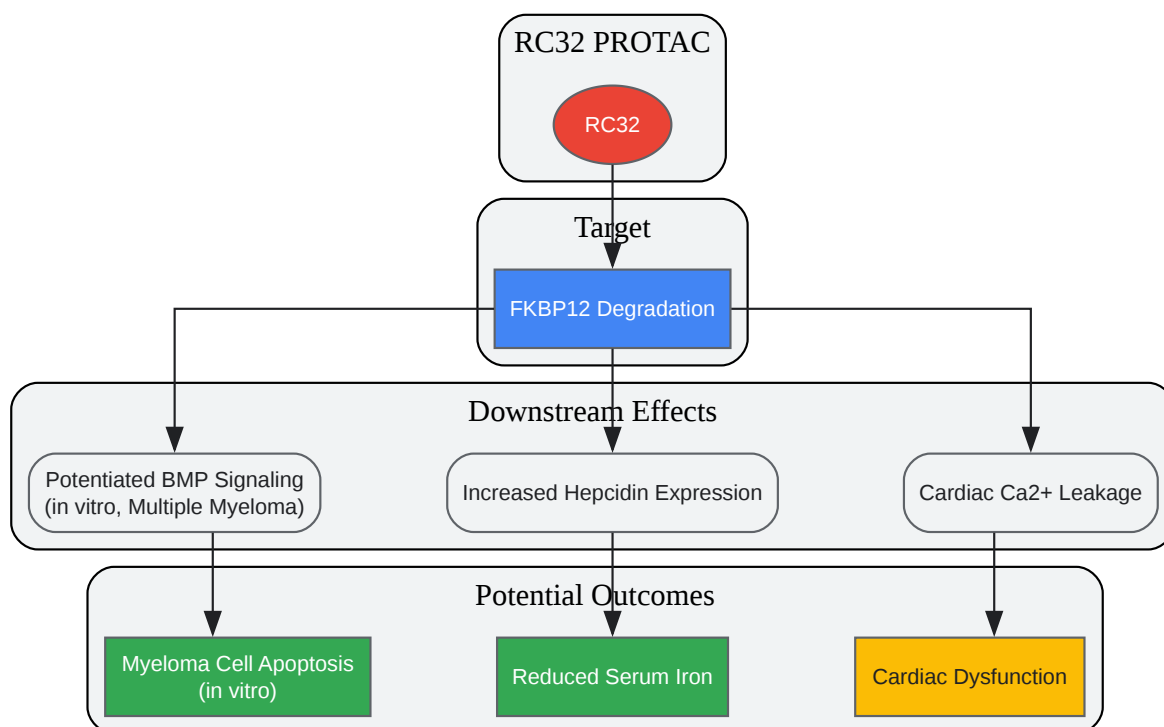 RC32 PROTAC
RC32
Target
FKBP12 Degradation
Downstream Effects
Potentiated BMP Signaling
(in vitro, Multiple Myeloma)
Increased Hepcidin Expression
Cardiac Ca2+ Leakage
Potential Outcomes
Myeloma Cell Apoptosis
(in vitro)
Reduced Serum Iron
Cardiac Dysfunction